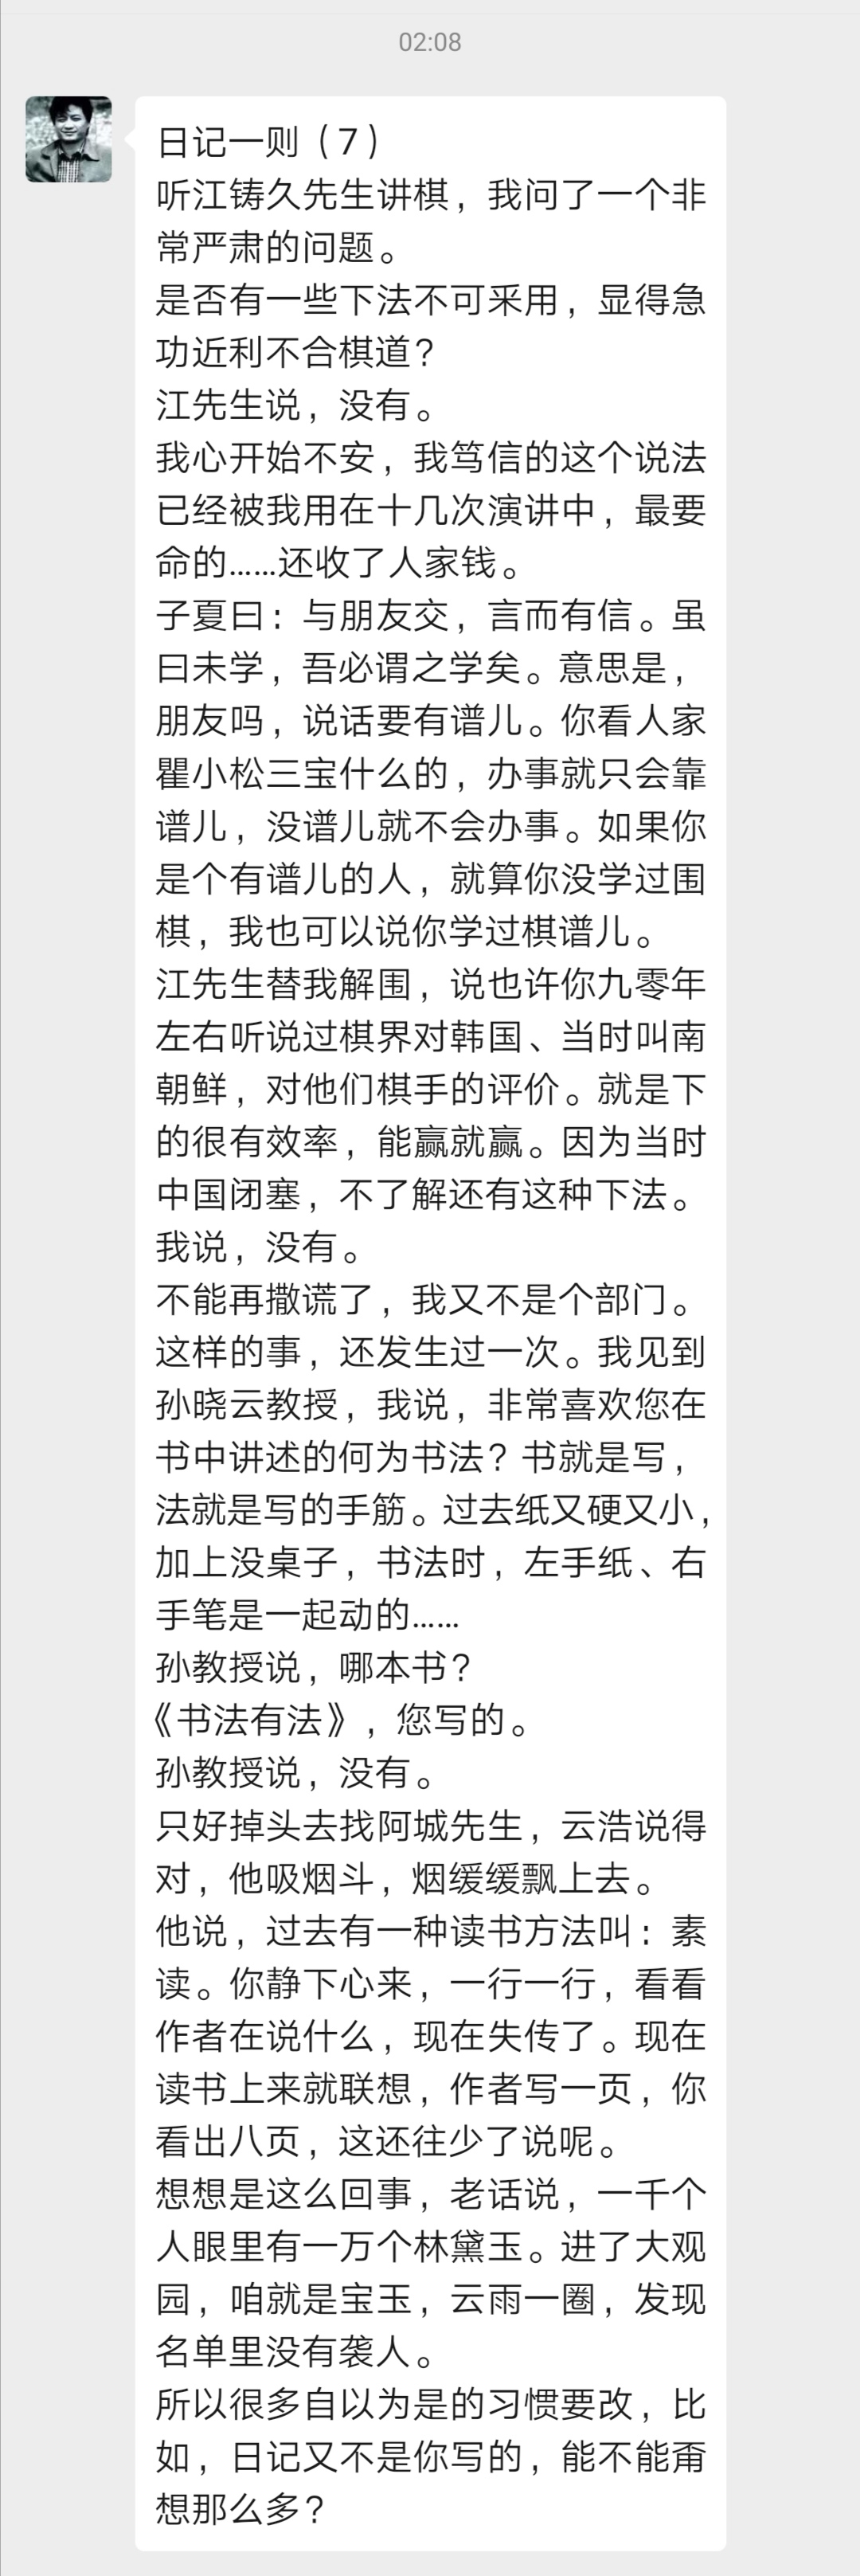 02:08
日记一则（7）
听江铸久先生讲棋，我问了一个非
常严肃的问题。
是否有一些下法不可采用，显得急
功近利不合棋道？
江先生说，没有。
我心开始不安，我笃信的这个说法
已经被我用在十几次演讲中，最要
命的……还收了人家钱。
子夏曰：与朋友交，言而有信。虽
曰未学，吾必谓之学矣。意思是，
朋友吗，说话要有谱儿。你看人家
瞿小松三宝什么的，办事就只会靠
谱儿，没谱儿就不会办事。如果你
是个有谱儿的人，就算你没学过围
棋，我也可以说你学过棋谱儿。
江先生替我解围，说也许你九零年
左右听说过棋界对韩国、当时叫南
朝鲜，对他们棋手的评价。就是下
的很有效率，能赢就赢。因为当时
中国闭塞，不了解还有这种下法。
我说，没有。
不能再撒谎了，我又不是个部门。
这样的事，还发生过一次。我见到
孙晓云教授，我说，非常喜欢您在
书中讲述的何为书法？书就是写，
法就是写的手筋。过去纸又硬又小，
加上没桌子，书法时，左手纸、右
手笔是一起动的……
孙教授说，哪本书？
《书法有法》，您写的。
孙教授说，没有。
只好掉头去找阿城先生，云浩说得
对，他吸烟斗，烟缓缓飘上去。
他说，过去有一种读书方法叫：素
读。你静下心来，一行一行，看看
作者在说什么，现在失传了。现在
读书上来就联想，作者写一页，你
看出八页，这还往少了说呢。
想想是这么回事，老话说，一千个
人眼里有一万个林黛玉。进了大观
园，咱就是宝玉，云雨一圈，发现
名单里没有袭人。
所以很多自以为是的习惯要改，比
如，日记又不是你写的，能不能甭
想那么多？